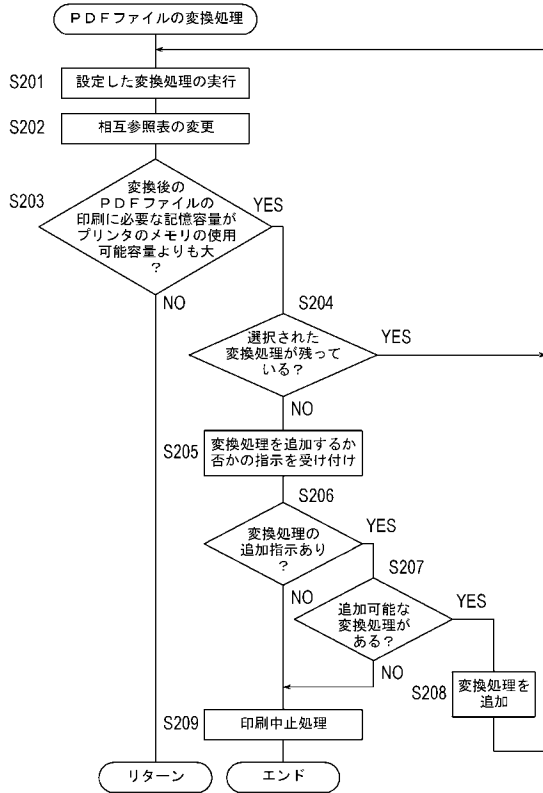 ＰＤＦファイルの変換処理
S201
設定した変換処理の実行
S202
相互参照表の変更
S203
変換後の
ＰＤＦファイルの
印刷に必要な記憶容量が
プリンタのメモリの使用
可能容量よりも大
？
YES
NO
S204
選択された
変換処理が残って
いる？
YES
NO
S205
変換処理を追加するか
否かの指示を受け付け
S206
変換処理の
追加指示あり
？
YES
NO
S207
追加可能な
変換処理が
ある？
YES
NO
S208
変換処理を
追加
S209
印刷中止処理
リターン
エンド